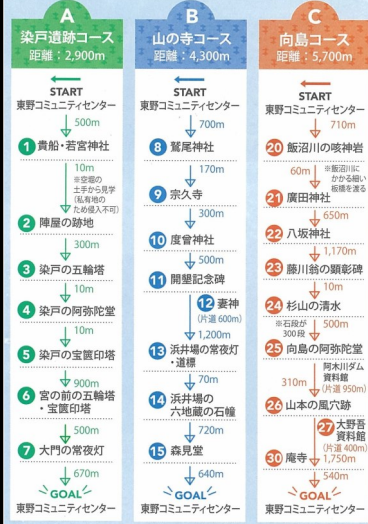 A
染戸遺跡コース
距離：2,900m
START
東野コミュニティセンター
500m
1 貴船・若宮神社
10m
※空堀の
土手から見学
(私有地の
ため侵入不可)
2 陣屋の跡地
300m
3 染戸の五輪塔
10m
4 染戸の阿弥陀堂
10m
5 染戸の宝篋印塔
900m
6 宮の前の五輪塔
・宝篋印塔
500m
7 大門の常夜灯
670m
GOAL
東野コミュニティセンター
B
山の寺コース
距離：4,300m
START
東野コミュニティセンター
700m
8 鷲尾神社
170m
9 宗久寺
300m
10 度會神社
500m
11 開墾記念碑
12 妻神
(片道 600m)
1,200m
13 浜井場の常夜灯
・道標
70m
14 浜井場の
六地蔵の石幢
720m
15 森見堂
640m
GOAL
東野コミュニティセンター
C
向島コース
距離：5,700m
START
東野コミュニティセンター
710m
20 飯沼川の咳神岩
60m
※飯沼川に
かかる細い
板橋を渡る
21 廣田神社
650m
22 八坂神社
1,170m
23 藤川翁の顕彰碑
10m
24 杉山の清水
※石段が
300段
500m
25 向島の阿弥陀堂
阿木川ダム
資料館
(片道 950m)
310m
26 山本の風穴跡
27 大野吾
資料館
(片道 400m)
1,750m
30 庵寺
540m
GOAL
東野コミュニティセンター